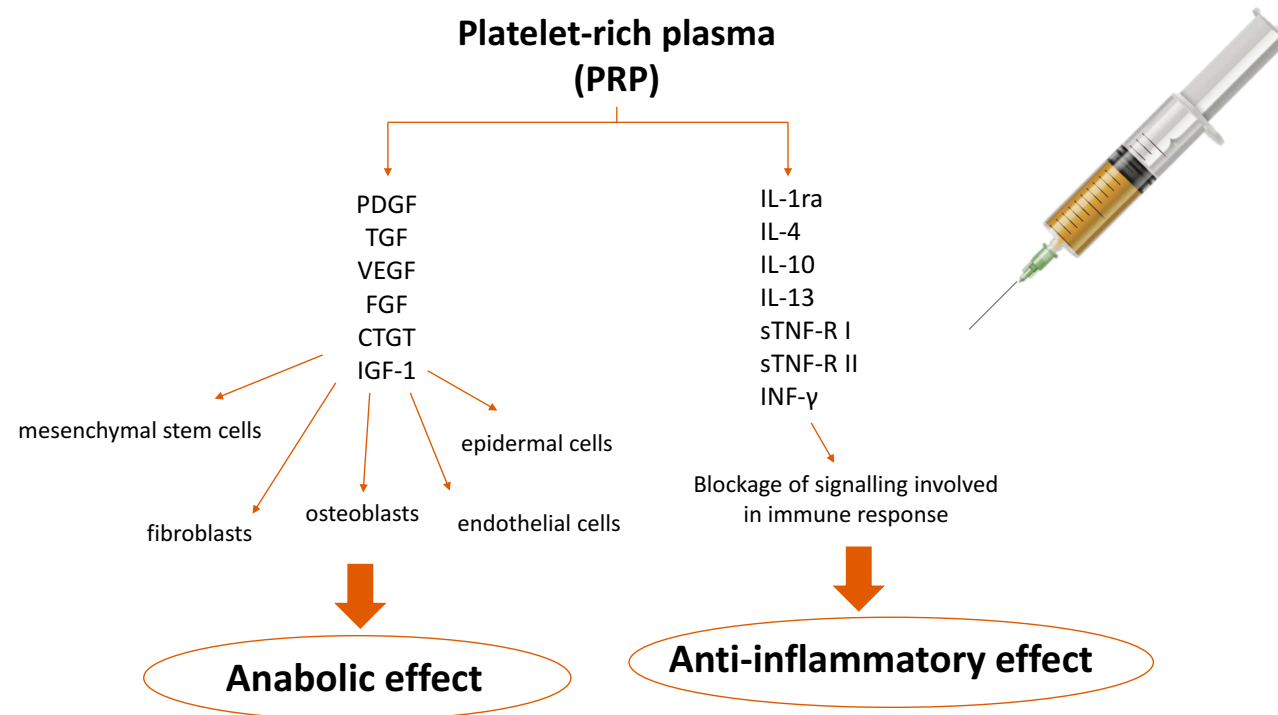 Platelet-rich plasma
(PRP)
PDGF
TGF
VEGF
FGF
CTGT
IGF-1
mesenchymal stem cells
fibroblasts
osteoblasts
endothelial cells
epidermal cells
Anabolic effect
IL-1ra
IL-4
IL-10
IL-13
sTNF-R I
sTNF-R II
INF-γ
Blockage of signalling involved
in immune response
Anti-inflammatory effect